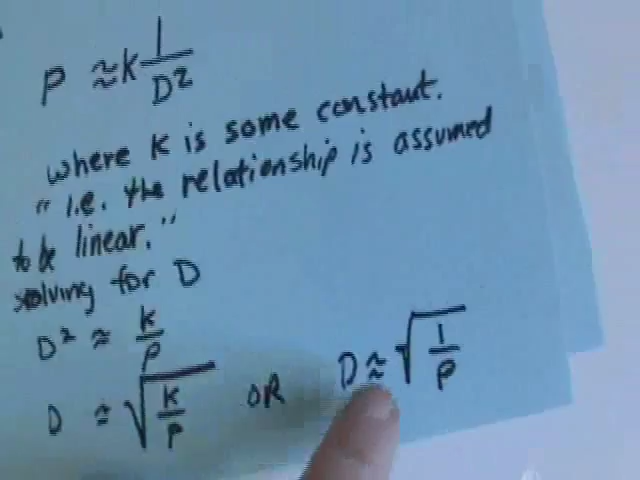 P ≈ k 1/D²
where k is some constant.
"i.e. the relationship is assumed
to be linear."
solving for D
D² ≈ k/P
D ≈ √(k/P) OR D ≈ √(1/P)